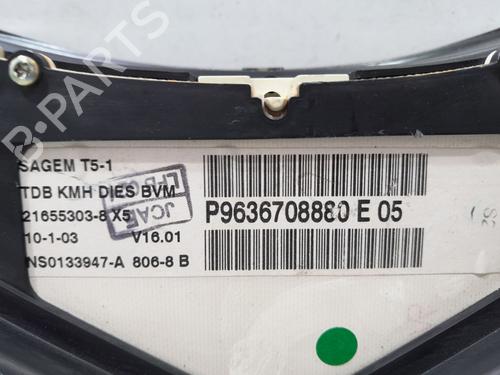 B-PARTS
SAGEM T5-1
TDB KMH DIES BVM
21655303-8 X5
10-1-03 V16.01
NS0133947-A 806-8 B
JCAE
P9636708880 E 05